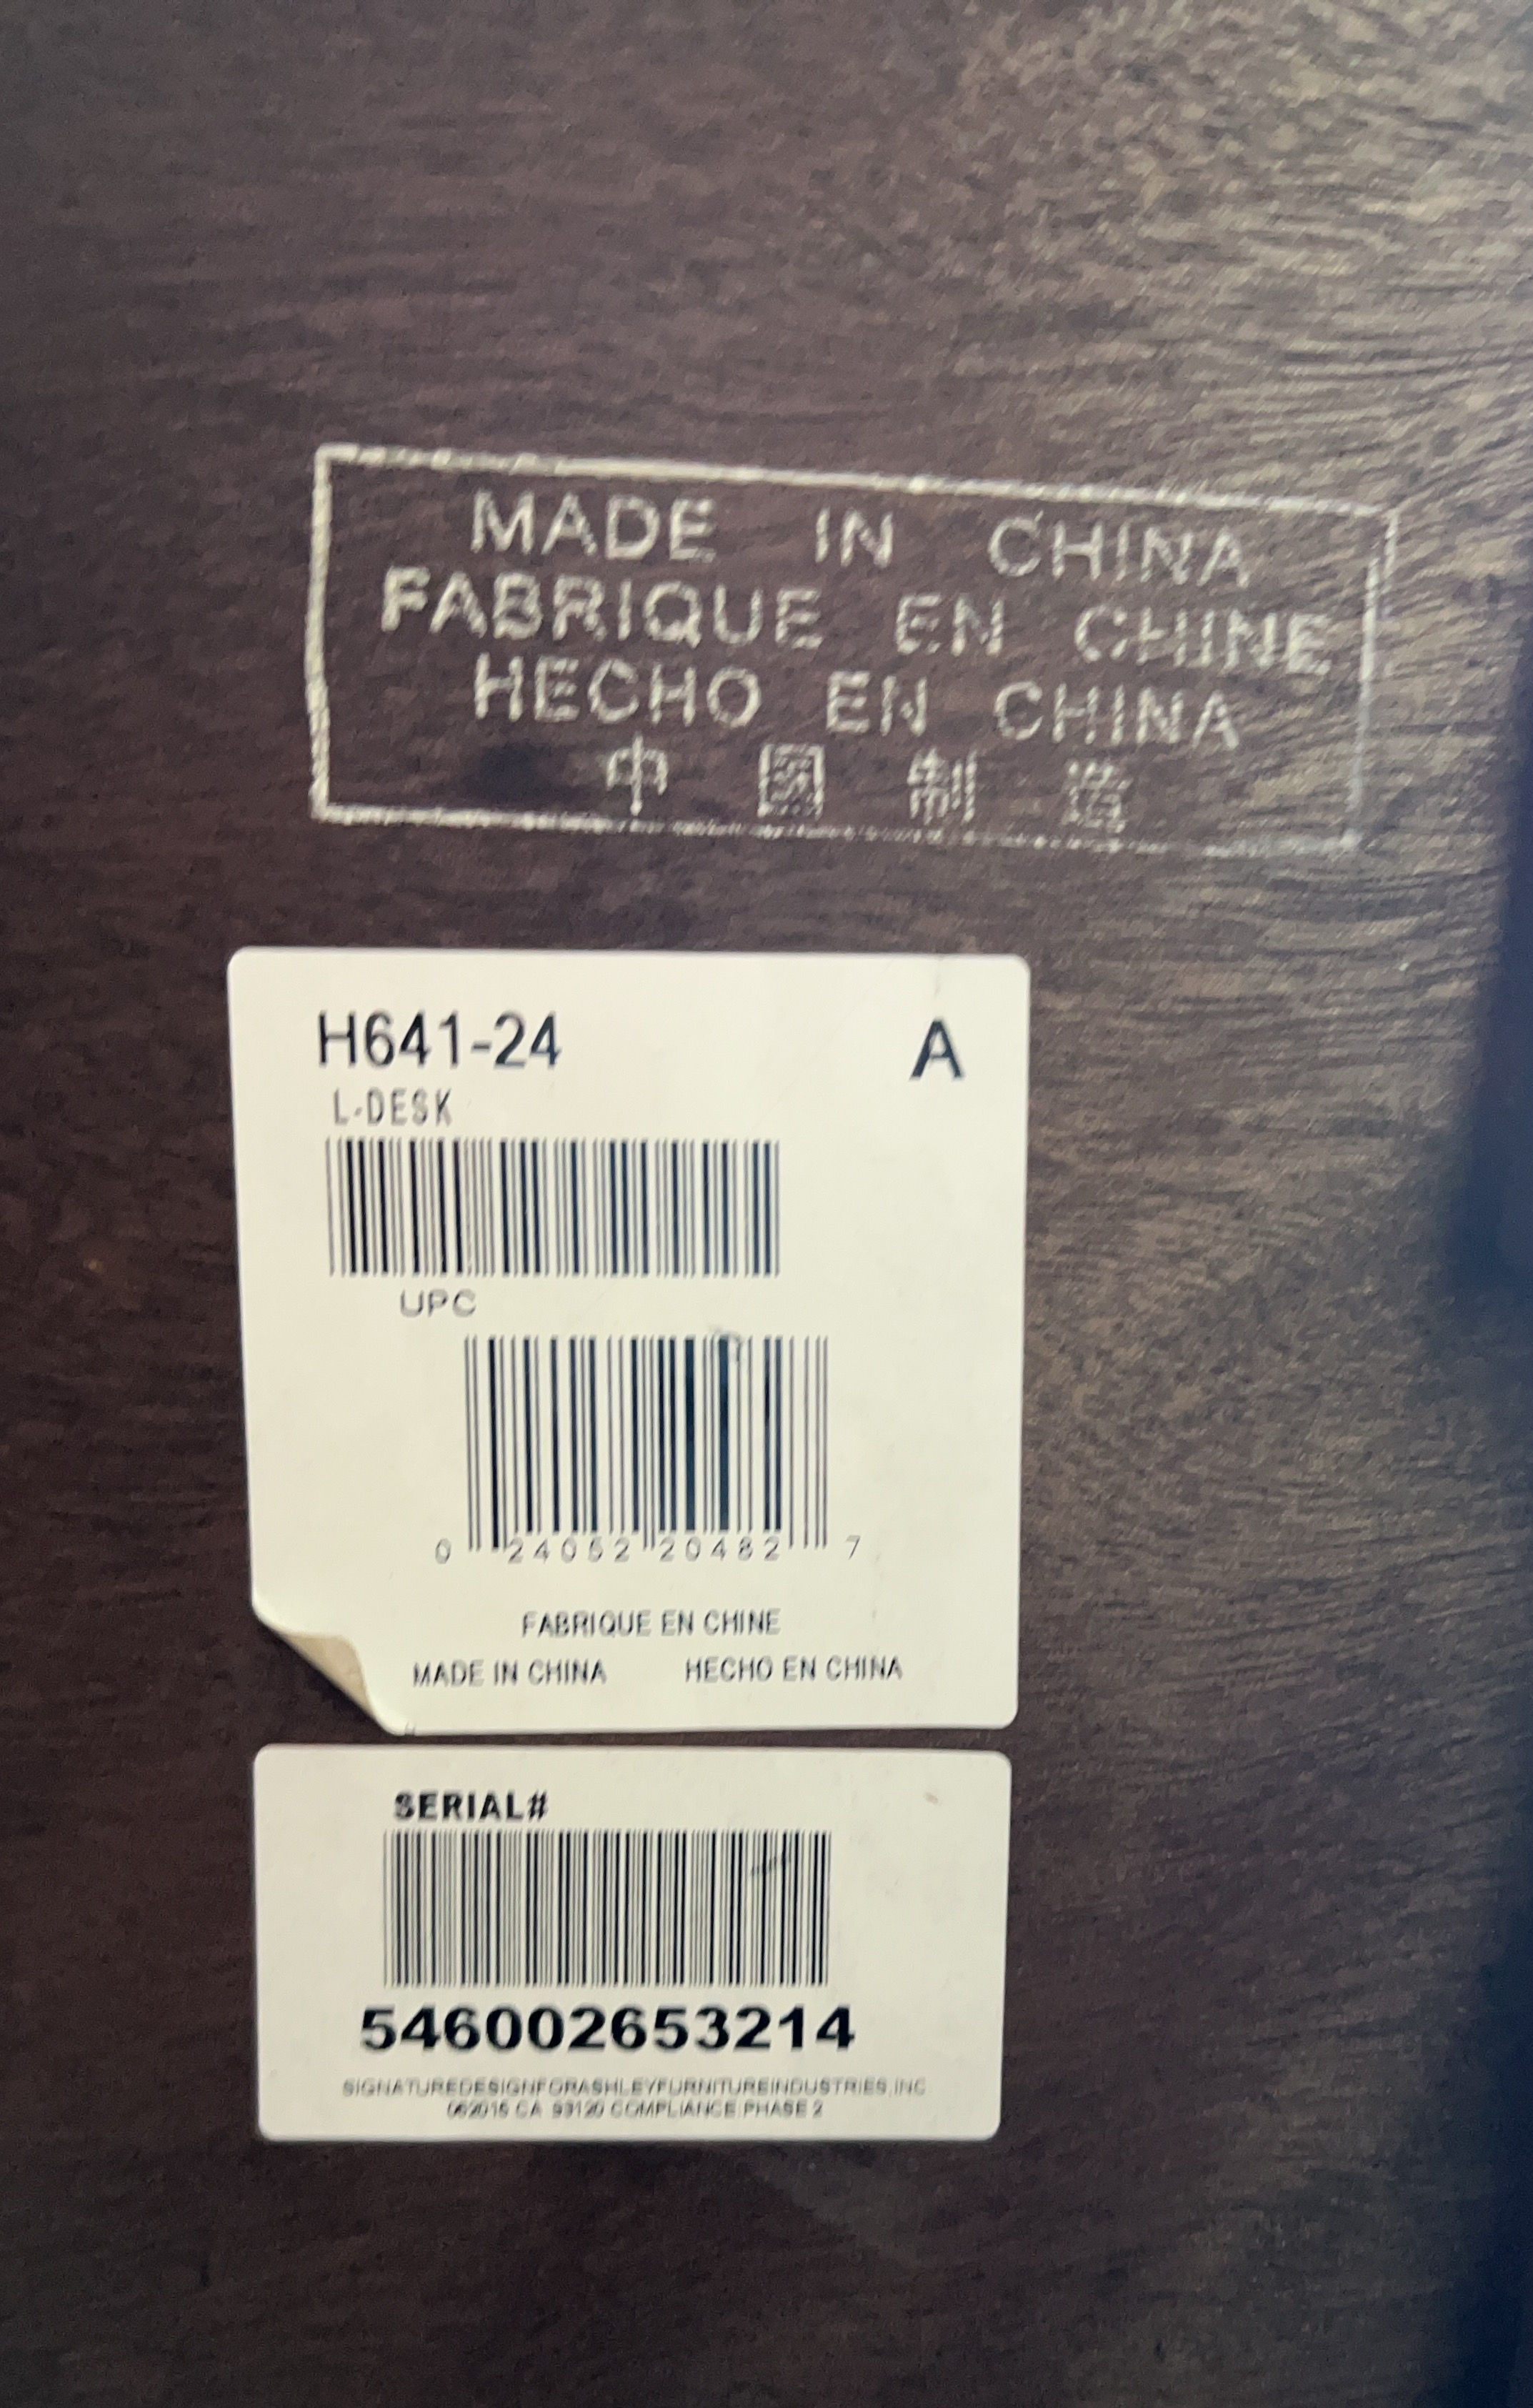 MADE IN CHINA
FABRIQUE EN CHINE
HECHO EN CHINA
中國制造
H641-24 A
L-DESK
UPC
0 24052 20482 7
FABRIQUE EN CHINE
MADE IN CHINA HECHO EN CHINA
SERIAL#
546002653214
SIGNATUREDESIGNFORASHLEYFURNITUREINDUSTRIES,INC
062015 CA 93120 COMPLIANCE PHASE 2